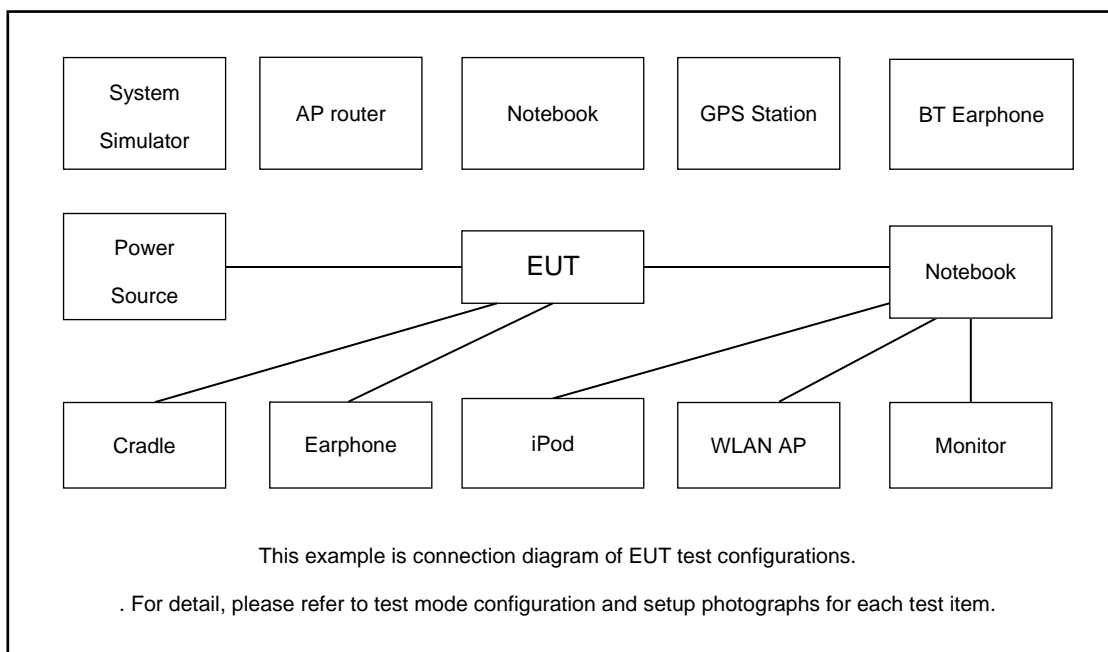 System
Simulator
AP router
Notebook
GPS Station
BT Earphone
Power
Source
EUT
Notebook
Cradle
Earphone
iPod
WLAN AP
Monitor
This example is connection diagram of EUT test configurations.
. For detail, please refer to test mode configuration and setup photographs for each test item.